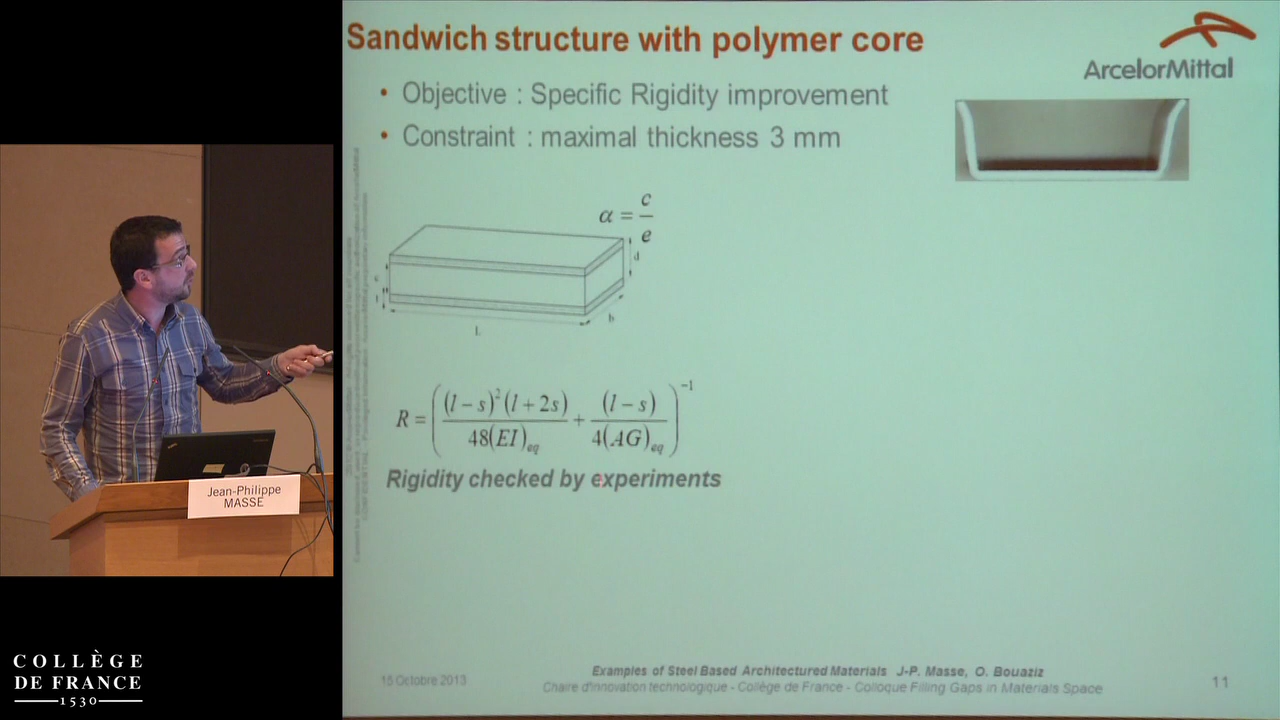 Sandwich structure with polymer core
ArcelorMittal
• Objective : Specific Rigidity improvement
• Constraint : maximal thickness 3 mm
α = c/e
d
b
L
R = ( (l − s)² (l + 2s) / 48(EI)eq + (l − s) / 4(AG)eq )⁻¹
Rigidity checked by experiments
Jean-Philippe
MASSE
COLLÈGE
DE FRANCE
1530
15 Octobre 2013
Examples of Steel Based Architectured Materials J-P. Masse, O. Bouaziz
Chaire d'innovation technologique - Collège de France - Colloque Filling Gaps in Materials Space
11